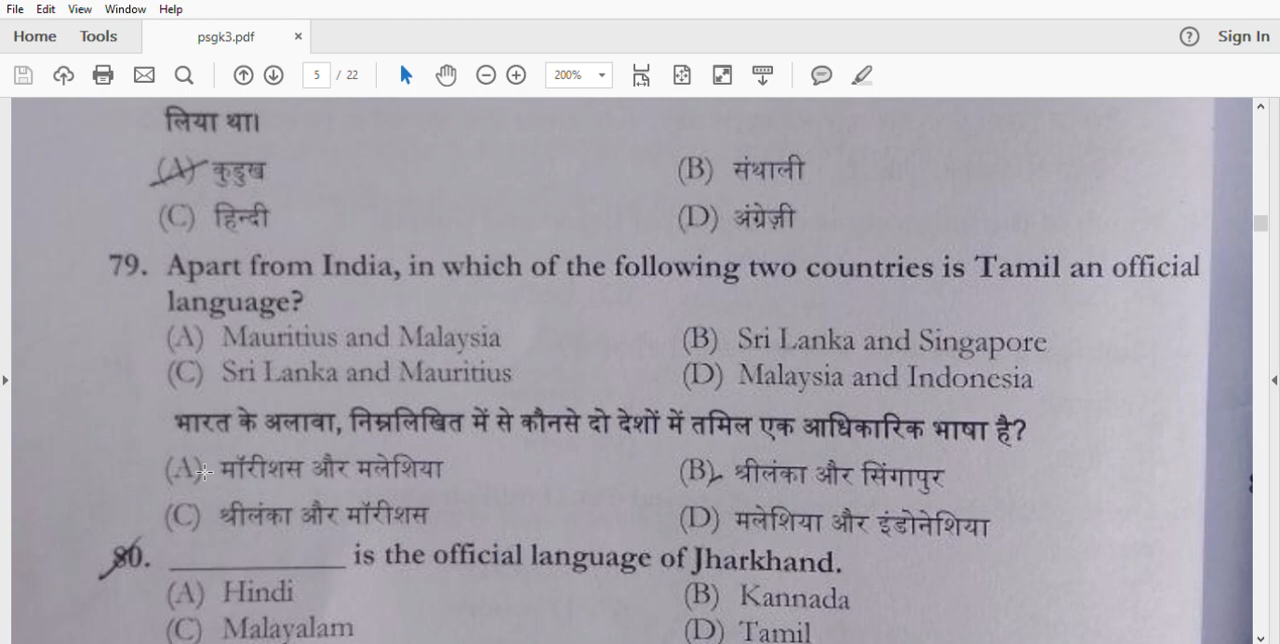 File Edit View Window Help
Home Tools psgk3.pdf × ? Sign In
5 / 22 200%
लिया था।
(A) कुडुख (B) संथाली
(C) हिन्दी (D) अंग्रेज़ी
79. Apart from India, in which of the following two countries is Tamil an official
language?
(A) Mauritius and Malaysia (B) Sri Lanka and Singapore
(C) Sri Lanka and Mauritius (D) Malaysia and Indonesia
भारत के अलावा, निम्नलिखित में से कौनसे दो देशों में तमिल एक आधिकारिक भाषा है?
(A) मॉरीशस और मलेशिया (B) श्रीलंका और सिंगापुर
(C) श्रीलंका और मॉरीशस (D) मलेशिया और इंडोनेशिया
80. __________ is the official language of Jharkhand.
(A) Hindi (B) Kannada
(C) Malayalam (D) Tamil